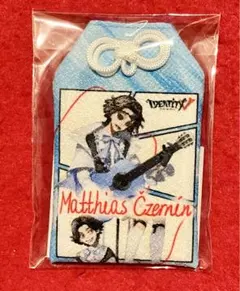 IDENTITY V
Matthias Czernin